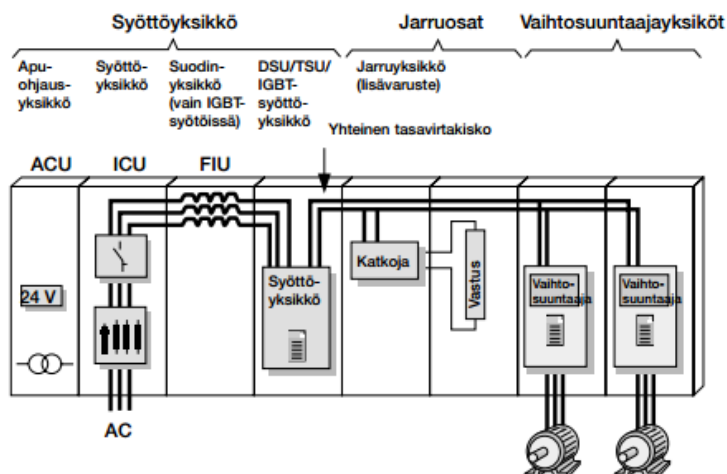 Syöttöyksikkö
Jarruosat
Vaihtosuuntaajayksiköt
Apu-
ohjaus-
yksikkö
Syöttö-
yksikkö
Suodin-
yksikkö
(vain IGBT-
syötöissä)
DSU/TSU/
IGBT-
syöttö-
yksikkö
Jarruyksikkö
(lisävaruste)
Yhteinen tasavirtakisko
ACU
ICU
FIU
24 V
Syöttö-
yksikkö
Katkoja
Vastus
Vaihto-
suuntaaja
Vaihto-
suuntaaja
AC